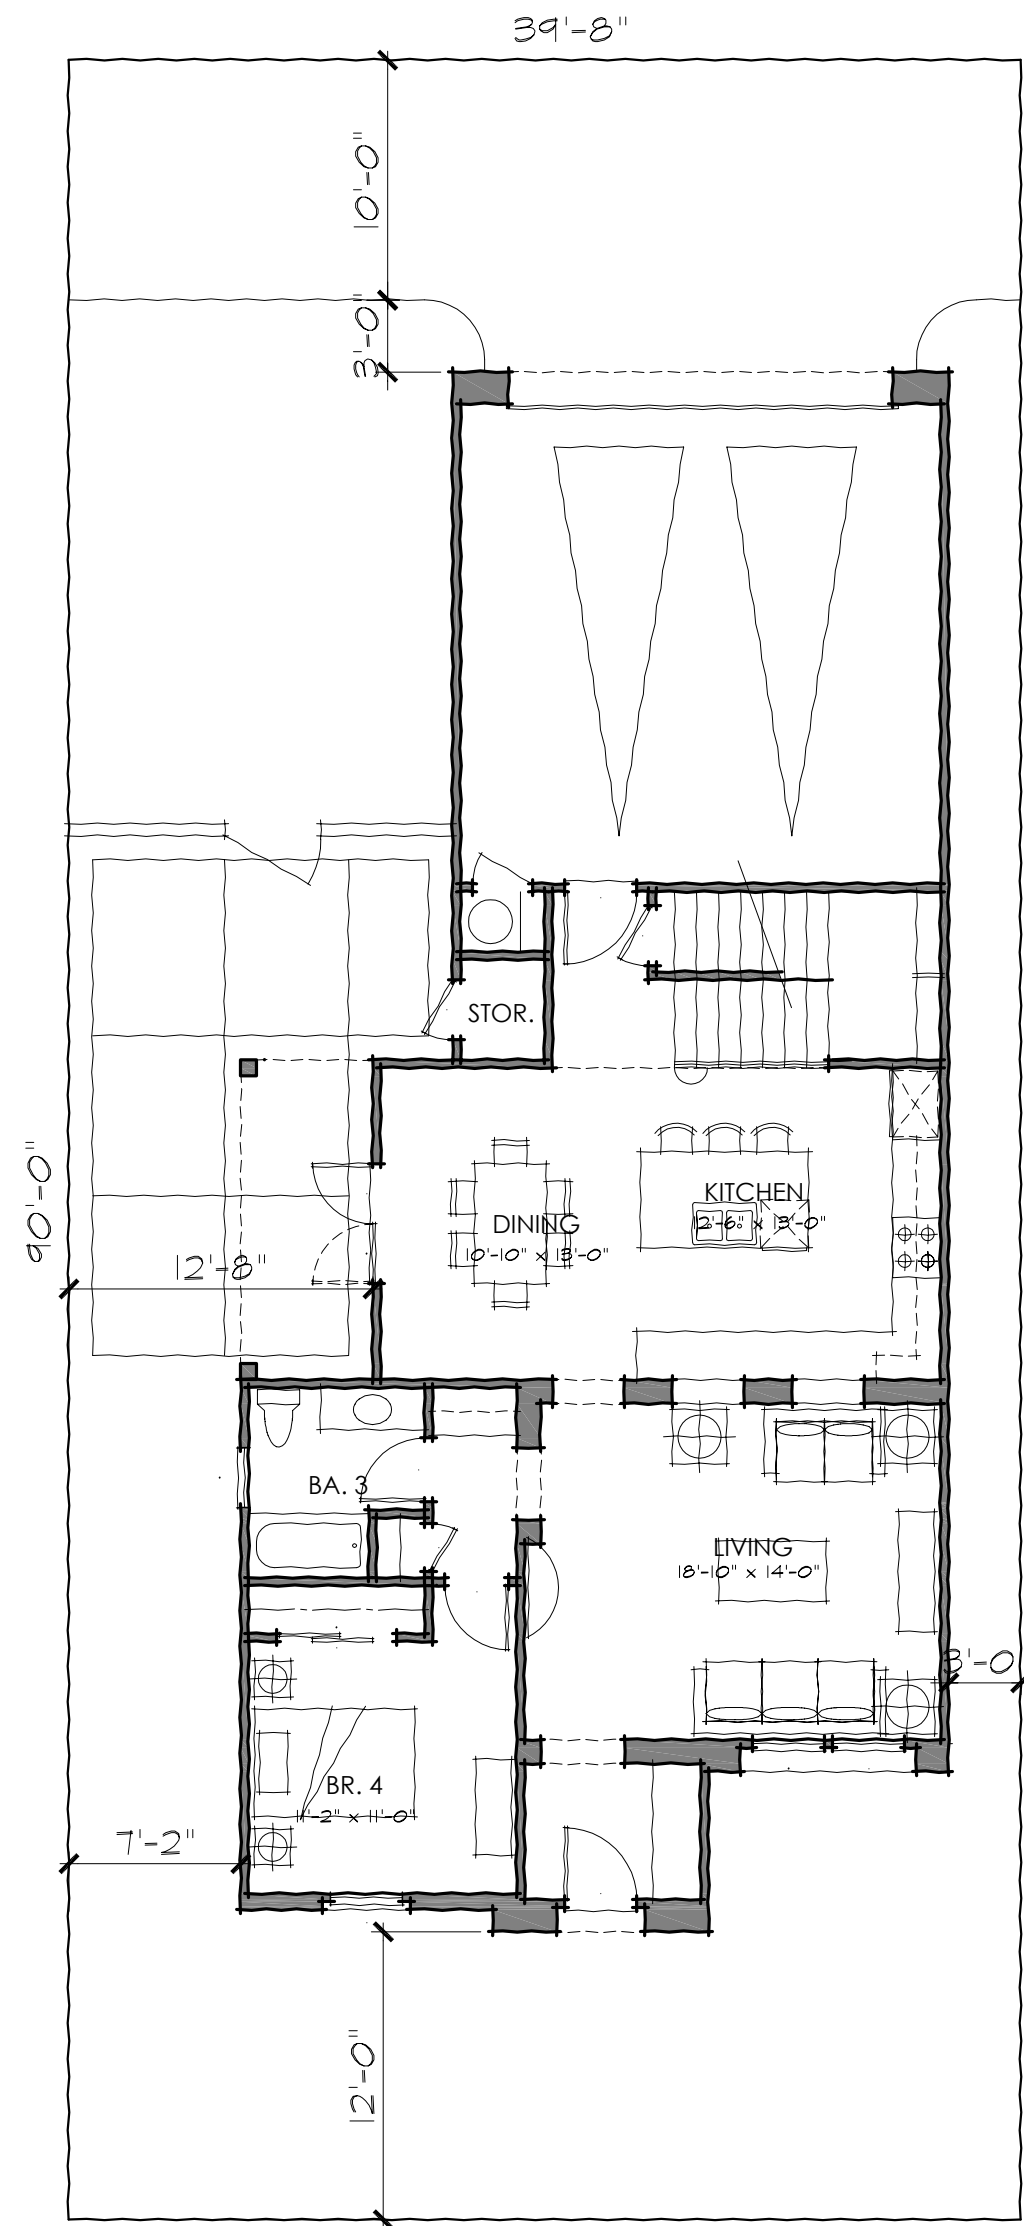 39'-8"
10'-0"
3'-0"
STOR.
90'-0"
KITCHEN
12'-6" x 13'-0"
DINING
10'-10" x 13'-0"
12'-8"
BA. 3
LIVING
18'-10" x 14'-0"
3'-0
BR. 4
11'-2" x 11'-0"
7'-2"
12'-0"